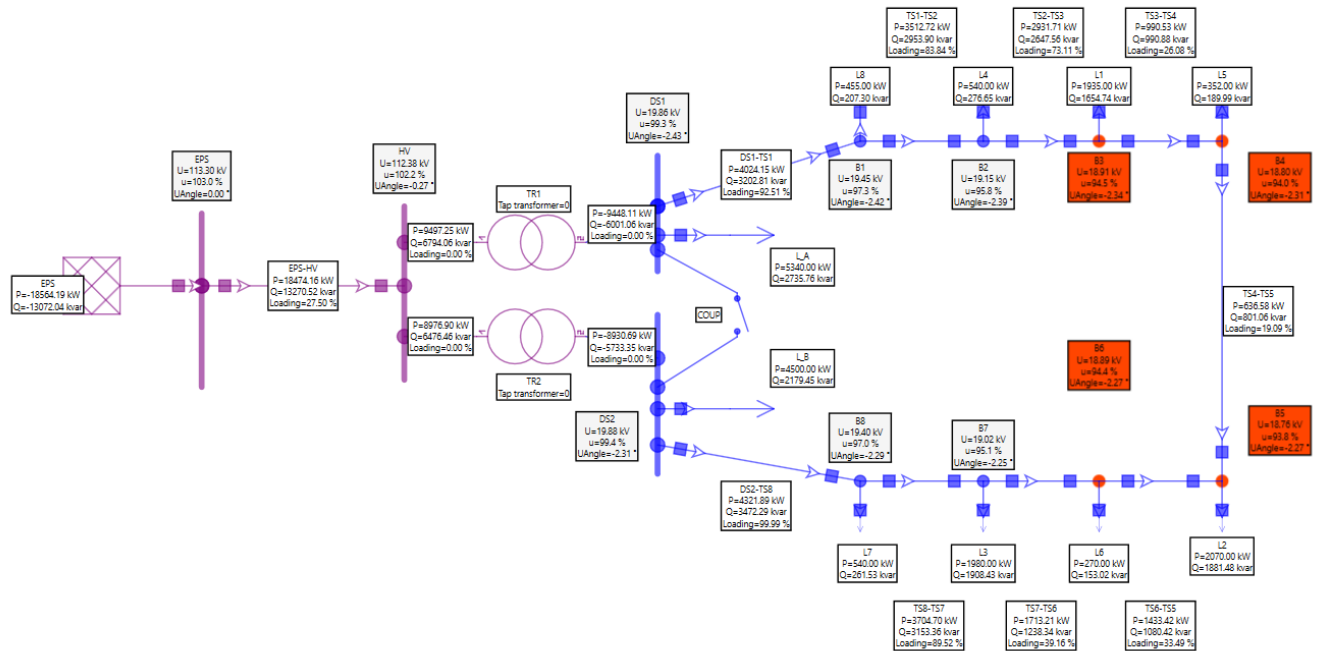 TS1-TS2
P=3512.72 kW
Q=2953.90 kvar
Loading=83.84 %
TS2-TS3
P=2931.71 kW
Q=2647.56 kvar
Loading=73.11 %
TS3-TS4
P=990.53 kW
Q=990.88 kvar
Loading=26.08 %
L8
P=455.00 kW
Q=207.30 kvar
L4
P=540.00 kW
Q=276.65 kvar
L1
P=1935.00 kW
Q=1654.74 kvar
L5
P=352.00 kW
Q=189.99 kvar
DS1
U=19.86 kV
u=99.3 %
UAngle=-2.43 °
EPS
U=113.30 kV
u=103.0 %
UAngle=0.00 °
HV
U=112.38 kV
u=102.2 %
UAngle=-0.27 °
DS1-TS1
P=4024.15 kW
Q=3202.81 kvar
Loading=92.51 %
B1
U=19.45 kV
u=97.3 %
UAngle=-2.42 °
B2
U=19.15 kV
u=95.8 %
UAngle=-2.39 °
B3
U=18.91 kV
u=94.5 %
UAngle=-2.34 °
B4
U=18.80 kV
u=94.0 %
UAngle=-2.31 °
TR1
Tap transformer=0
P=9497.25 kW
Q=6794.06 kvar
Loading=0.00 %
1
2
P=-9448.11 kW
Q=-6001.06 kvar
Loading=0.00 %
L_A
P=5340.00 kW
Q=2735.76 kvar
EPS
P=-18564.19 kW
Q=-13072.04 kvar
EPS-HV
P=18474.16 kW
Q=13270.52 kvar
Loading=27.50 %
COUP
TS4-TS5
P=636.58 kW
Q=801.06 kvar
Loading=19.09 %
P=8976.90 kW
Q=6476.46 kvar
Loading=0.00 %
1
2
P=-8930.69 kW
Q=-5733.35 kvar
Loading=0.00 %
TR2
Tap transformer=0
L_B
P=4500.00 kW
Q=2179.45 kvar
B6
U=18.89 kV
u=94.4 %
UAngle=-2.27 °
DS2
U=19.88 kV
u=99.4 %
UAngle=-2.31 °
B8
U=19.40 kV
u=97.0 %
UAngle=-2.29 °
B7
U=19.02 kV
u=95.1 %
UAngle=-2.25 °
B5
U=18.76 kV
u=93.8 %
UAngle=-2.27 °
DS2-TS8
P=4321.89 kW
Q=3472.29 kvar
Loading=99.99 %
L7
P=540.00 kW
Q=261.53 kvar
L3
P=1980.00 kW
Q=1908.43 kvar
L6
P=270.00 kW
Q=153.02 kvar
L2
P=2070.00 kW
Q=1881.48 kvar
TS8-TS7
P=3704.70 kW
Q=3153.36 kvar
Loading=89.52 %
TS7-TS6
P=1713.21 kW
Q=1238.34 kvar
Loading=39.16 %
TS6-TS5
P=1433.42 kW
Q=1080.42 kvar
Loading=33.49 %